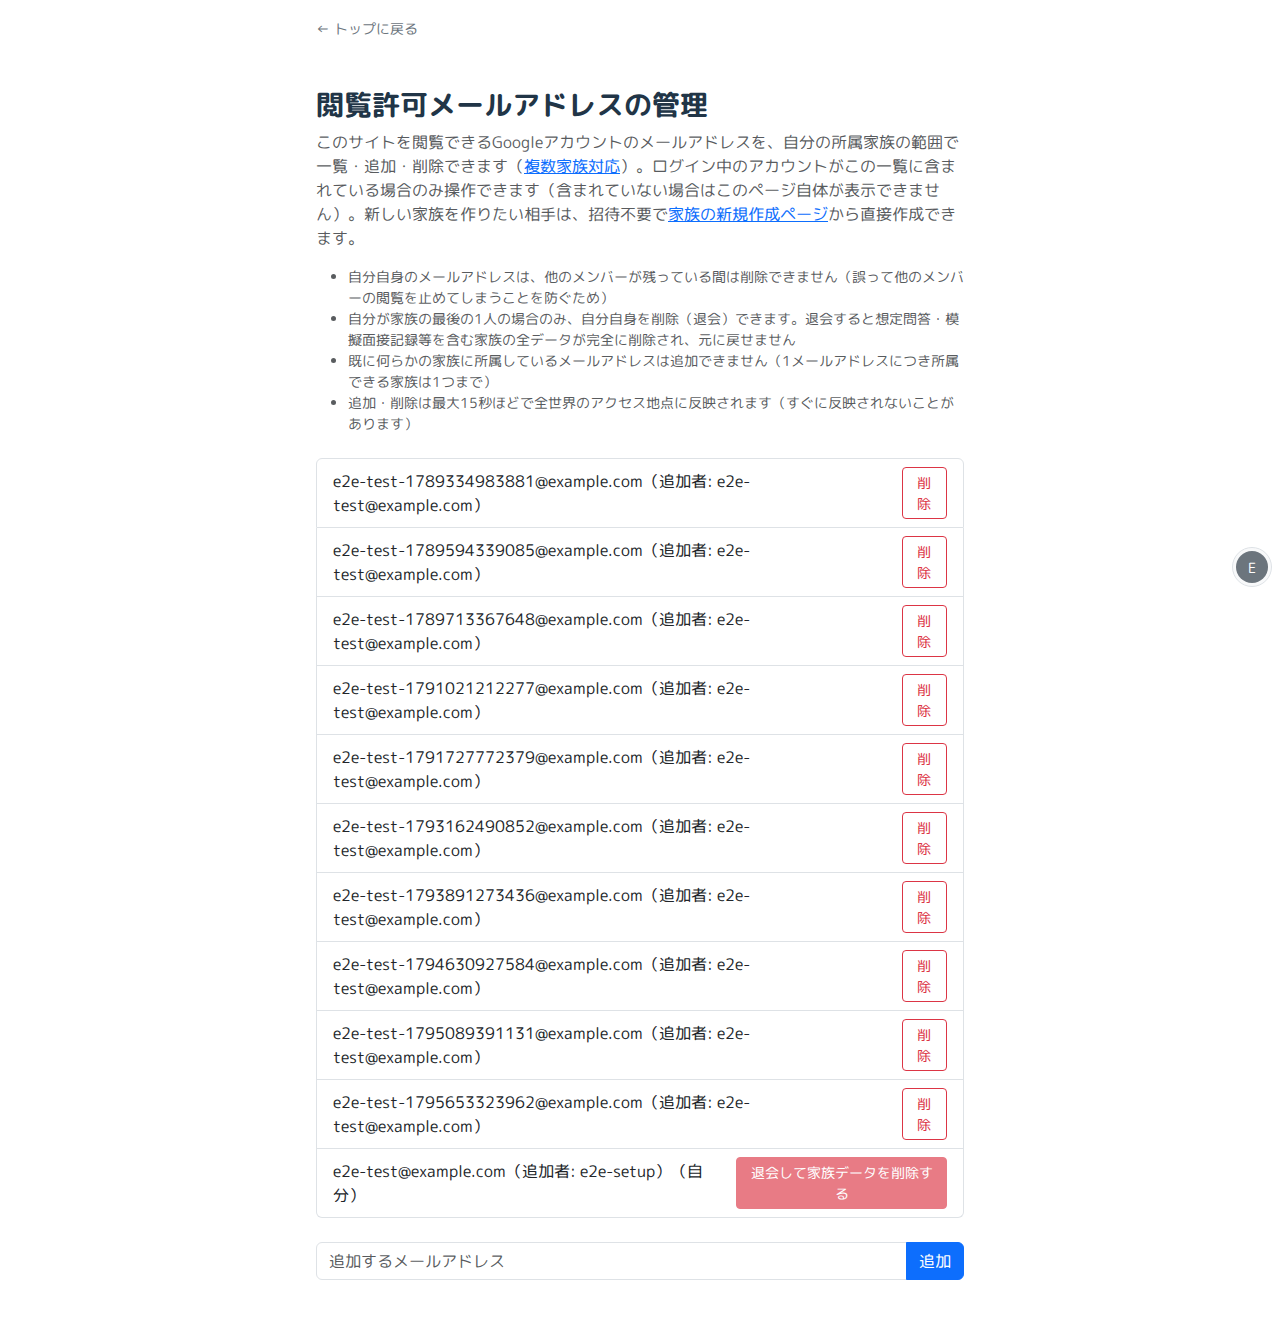 ← トップに戻る
閲覧許可メールアドレスの管理
このサイトを閲覧できるGoogleアカウントのメールアドレスを、自分の所属家族の範囲で
一覧・追加・削除できます（複数家族対応）。ログイン中のアカウントがこの一覧に含ま
れている場合のみ操作できます（含まれていない場合はこのページ自体が表示できませ
ん）。新しい家族を作りたい相手は、招待不要で家族の新規作成ページから直接作成でき
ます。
自分自身のメールアドレスは、他のメンバーが残っている間は削除できません（誤って他のメンバ
ーの閲覧を止めてしまうことを防ぐため）
自分が家族の最後の1人の場合のみ、自分自身を削除（退会）できます。退会すると想定問答・模
擬面接記録等を含む家族の全データが完全に削除され、元に戻せません
既に何らかの家族に所属しているメールアドレスは追加できません（1メールアドレスにつき所属
できる家族は1つまで）
追加・削除は最大15秒ほどで全世界のアクセス地点に反映されます（すぐに反映されないことが
あります）
e2e-test-1789334983881@example.com（追加者: e2e-
test@example.com）
削
除
e2e-test-1789594339085@example.com（追加者: e2e-
test@example.com）
削
除
E
e2e-test-1789713367648@example.com（追加者: e2e-
test@example.com）
削
除
e2e-test-1791021212277@example.com（追加者: e2e-
test@example.com）
削
除
e2e-test-1791727772379@example.com（追加者: e2e-
test@example.com）
削
除
e2e-test-1793162490852@example.com（追加者: e2e-
test@example.com）
削
除
e2e-test-1793891273436@example.com（追加者: e2e-
test@example.com）
削
除
e2e-test-1794630927584@example.com（追加者: e2e-
test@example.com）
削
除
e2e-test-1795089391131@example.com（追加者: e2e-
test@example.com）
削
除
e2e-test-1795653323962@example.com（追加者: e2e-
test@example.com）
削
除
e2e-test@example.com（追加者: e2e-setup）（自
分）
退会して家族データを削除す
る
追加するメールアドレス
追加